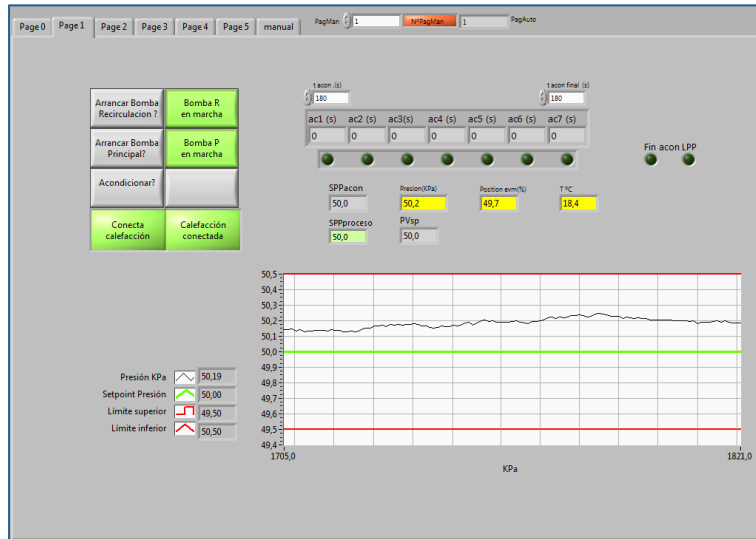 Page 0 Page 1 Page 2 Page 3 Page 4 Page 5 manual
PagMan 1 NºPagMan 1 PagAuto
Arrancar Bomba
Recirculacion ?
Bomba R
en marcha
Arrancar Bomba
Principal?
Bomba P
en marcha
Acondicionar?
Conecta
calefacción
Calefacción
conectada
t acon .(s)
180
t acon final (s)
180
ac1 (s) ac2 (s) ac3(s) ac4 (s) ac5 (s) ac6 (s) ac7 (s)
0 0 0 0 0 0 0
Fin acon LPP
SPPacon Presion(KPa) Position evm(%) T ºC
50,0 50,2 49,7 18,4
SPPproceso PVsp
50,0 50,0
Presión KPa 50,19
Setpoint Presión 50,00
Límite superior 49,50
Límite inferior 50,50
50,5
50,4
50,3
50,2
50,1
50,0
49,9
49,8
49,7
49,6
49,5
49,4
1705,0 1821,0
KPa